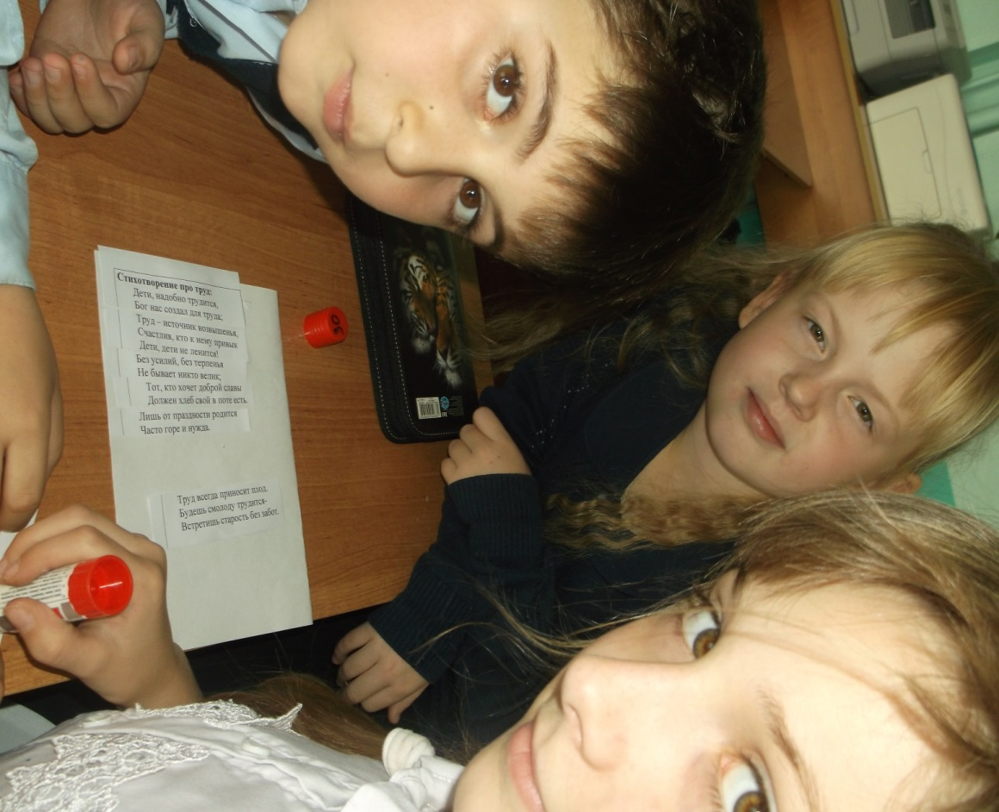 Стихотворение про труд:
Дети, надобно трудится,
Бог нас создал для труда;
Труд – источник возвышенья,
Счастлив, кто к нему привык
Дети, дети не ленится!
Без усилий, без терпенья
Не бывает никто велик;
Тот, кто хочет доброй славы
Должен хлеб свой в поте есть.
Лишь от праздности родится
Часто горе и нужда.
Труд всегда приносит плод.
Будешь смолоду трудится-
Встретишь старость без забот.